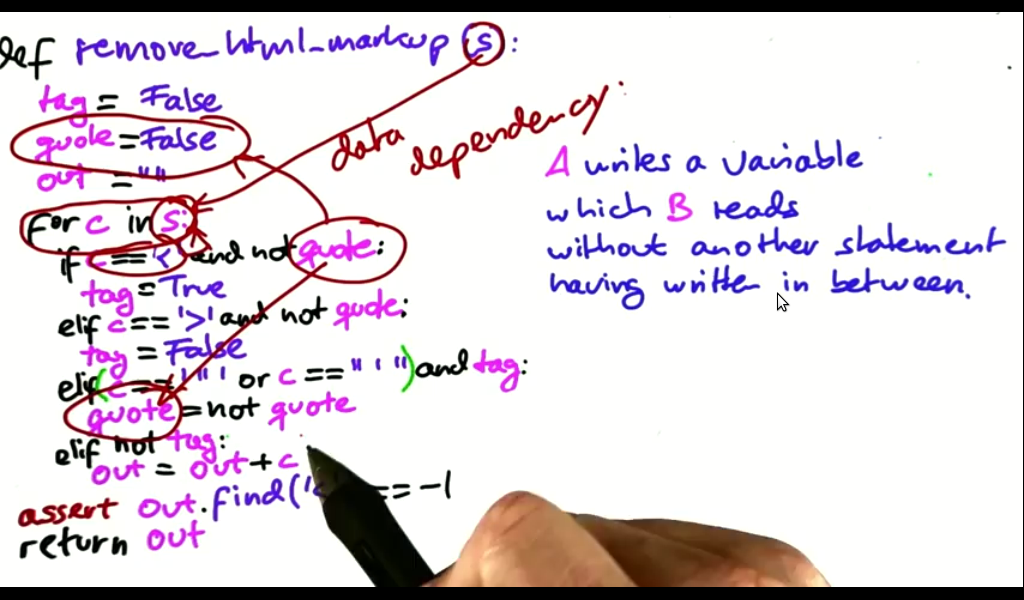 def remove_html_markup(s):
tag = False
quote = False
out = ""
for c in s:
if c == '<' and not quote:
tag = True
elif c == '>' and not quote:
tag = False
elif (c == '"' or c == "'") and tag:
quote = not quote
elif not tag:
out = out + c
assert out.find('<') == -1
return out
data dependency:
A writes a variable
which B reads
without another statement
having written in between.